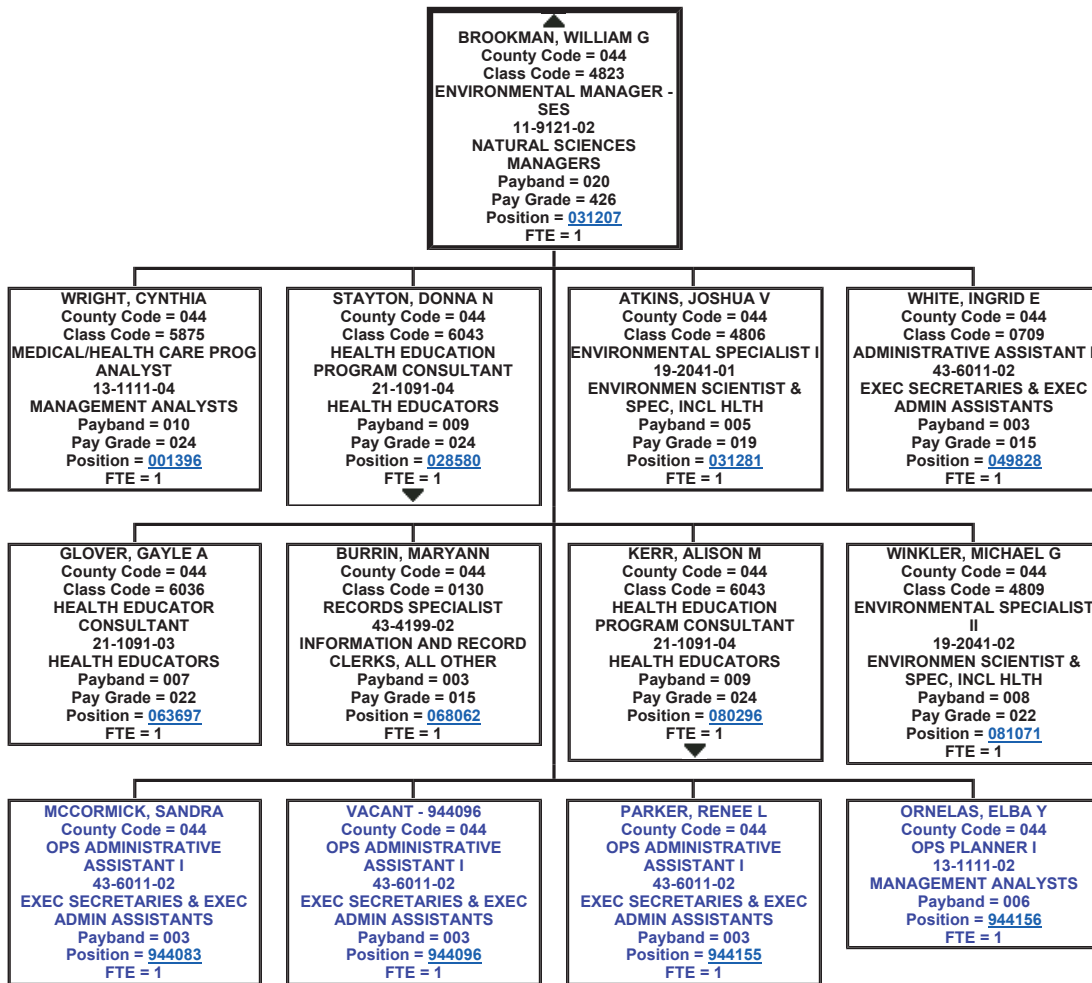 BROOKMAN, WILLIAM G
County Code = 044
Class Code = 4823
ENVIRONMENTAL MANAGER -
SES
11-9121-02
NATURAL SCIENCES
MANAGERS
Payband = 020
Pay Grade = 426
Position = 031207
FTE = 1
WRIGHT, CYNTHIA
County Code = 044
Class Code = 5875
MEDICAL/HEALTH CARE PROG
ANALYST
13-1111-04
MANAGEMENT ANALYSTS
Payband = 010
Pay Grade = 024
Position = 001396
FTE = 1
STAYTON, DONNA N
County Code = 044
Class Code = 6043
HEALTH EDUCATION
PROGRAM CONSULTANT
21-1091-04
HEALTH EDUCATORS
Payband = 009
Pay Grade = 024
Position = 028580
FTE = 1
ATKINS, JOSHUA V
County Code = 044
Class Code = 4806
ENVIRONMENTAL SPECIALIST I
19-2041-01
ENVIRONMEN SCIENTIST &
SPEC, INCL HLTH
Payband = 005
Pay Grade = 019
Position = 031281
FTE = 1
WHITE, INGRID E
County Code = 044
Class Code = 0709
ADMINISTRATIVE ASSISTANT I
43-6011-02
EXEC SECRETARIES & EXEC
ADMIN ASSISTANTS
Payband = 003
Pay Grade = 015
Position = 049828
FTE = 1
GLOVER, GAYLE A
County Code = 044
Class Code = 6036
HEALTH EDUCATOR
CONSULTANT
21-1091-03
HEALTH EDUCATORS
Payband = 007
Pay Grade = 022
Position = 063697
FTE = 1
BURRIN, MARYANN
County Code = 044
Class Code = 0130
RECORDS SPECIALIST
43-4199-02
INFORMATION AND RECORD
CLERKS, ALL OTHER
Payband = 003
Pay Grade = 015
Position = 068062
FTE = 1
KERR, ALISON M
County Code = 044
Class Code = 6043
HEALTH EDUCATION
PROGRAM CONSULTANT
21-1091-04
HEALTH EDUCATORS
Payband = 009
Pay Grade = 024
Position = 080296
FTE = 1
WINKLER, MICHAEL G
County Code = 044
Class Code = 4809
ENVIRONMENTAL SPECIALIST
II
19-2041-02
ENVIRONMEN SCIENTIST &
SPEC, INCL HLTH
Payband = 008
Pay Grade = 022
Position = 081071
FTE = 1
MCCORMICK, SANDRA
County Code = 044
OPS ADMINISTRATIVE
ASSISTANT I
43-6011-02
EXEC SECRETARIES & EXEC
ADMIN ASSISTANTS
Payband = 003
Position = 944083
FTE = 1
VACANT - 944096
County Code = 044
OPS ADMINISTRATIVE
ASSISTANT I
43-6011-02
EXEC SECRETARIES & EXEC
ADMIN ASSISTANTS
Payband = 003
Position = 944096
FTE = 1
PARKER, RENEE L
County Code = 044
OPS ADMINISTRATIVE
ASSISTANT I
43-6011-02
EXEC SECRETARIES & EXEC
ADMIN ASSISTANTS
Payband = 003
Position = 944155
FTE = 1
ORNELAS, ELBA Y
County Code = 044
OPS PLANNER I
13-1111-02
MANAGEMENT ANALYSTS
Payband = 006
Position = 944156
FTE = 1